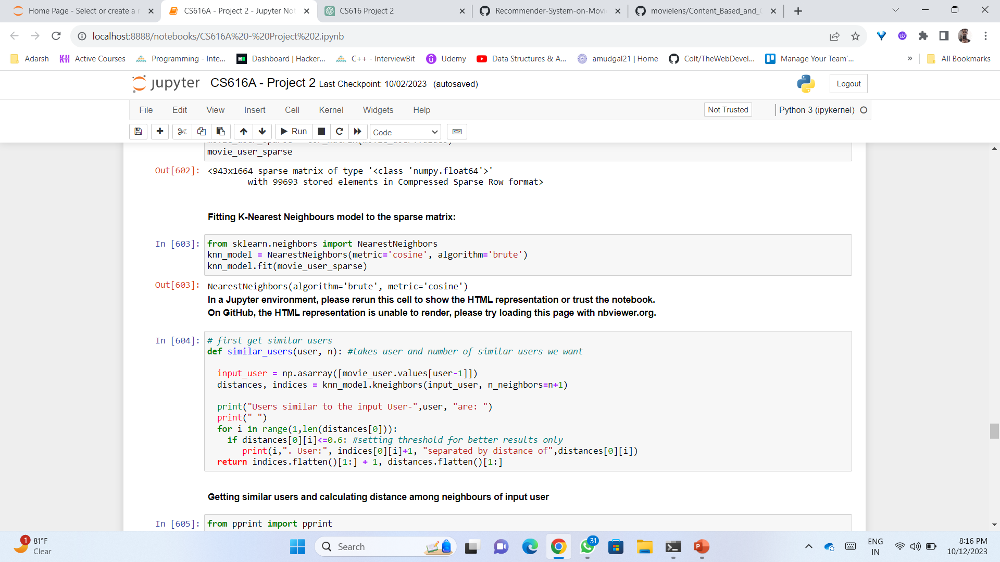 Home Page - Select or create a
CS616A - Project 2 - Jupyter Not
CS616 Project 2
Recommender-System-on-Movi
movielens/Content_Based_and_
localhost:8888/notebooks/CS616A%20-%20Project%202.ipynb
Adarsh
Active Courses
Programming - Inte...
Dashboard | Hacker...
C++ - InterviewBit
Udemy
Data Structures & A...
amudgal21 | Home
Colt/TheWebDevel...
Manage Your Team'...
»
All Bookmarks
jupyter CS616A - Project 2 Last Checkpoint: 10/02/2023 (autosaved)
Logout
File Edit View Insert Cell Kernel Widgets Help
Not Trusted
Python 3 (ipykernel)
Run
Code
movie_user_sparse
Out[602]: <943x1664 sparse matrix of type '<class 'numpy.float64'>'
with 99693 stored elements in Compressed Sparse Row format>
Fitting K-Nearest Neighbours model to the sparse matrix:
In [603]: from sklearn.neighbors import NearestNeighbors
knn_model = NearestNeighbors(metric='cosine', algorithm='brute')
knn_model.fit(movie_user_sparse)
Out[603]: NearestNeighbors(algorithm='brute', metric='cosine')
In a Jupyter environment, please rerun this cell to show the HTML representation or trust the notebook.
On GitHub, the HTML representation is unable to render, please try loading this page with nbviewer.org.
In [604]: # first get similar users
def similar_users(user, n): #takes user and number of similar users we want
input_user = np.asarray([movie_user.values[user-1]])
distances, indices = knn_model.kneighbors(input_user, n_neighbors=n+1)
print("Users similar to the input User-",user, "are: ")
print(" ")
for i in range(1,len(distances[0])):
if distances[0][i]<=0.6: #setting threshold for better results only
print(i,". User:", indices[0][i]+1, "separated by distance of",distances[0][i])
return indices.flatten()[1:] + 1, distances.flatten()[1:]
Getting similar users and calculating distance among neighbours of input user
In [605]: from pprint import pprint
1
81°F
Clear
Search
31
ENG
IN
8:16 PM
10/12/2023